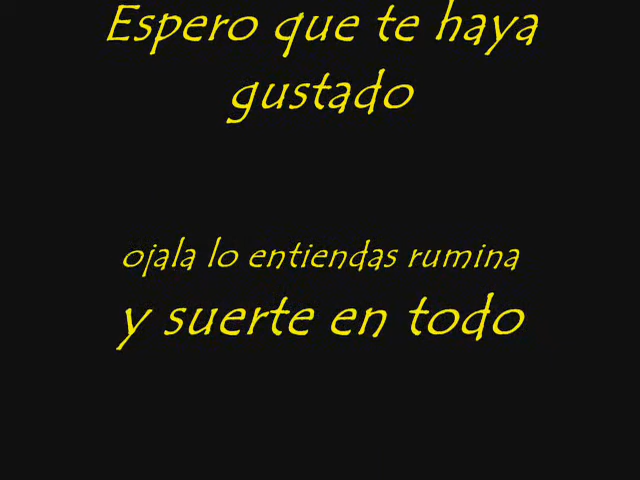 Espero que te haya
gustado
ojala lo entiendas rumina
y suerte en todo